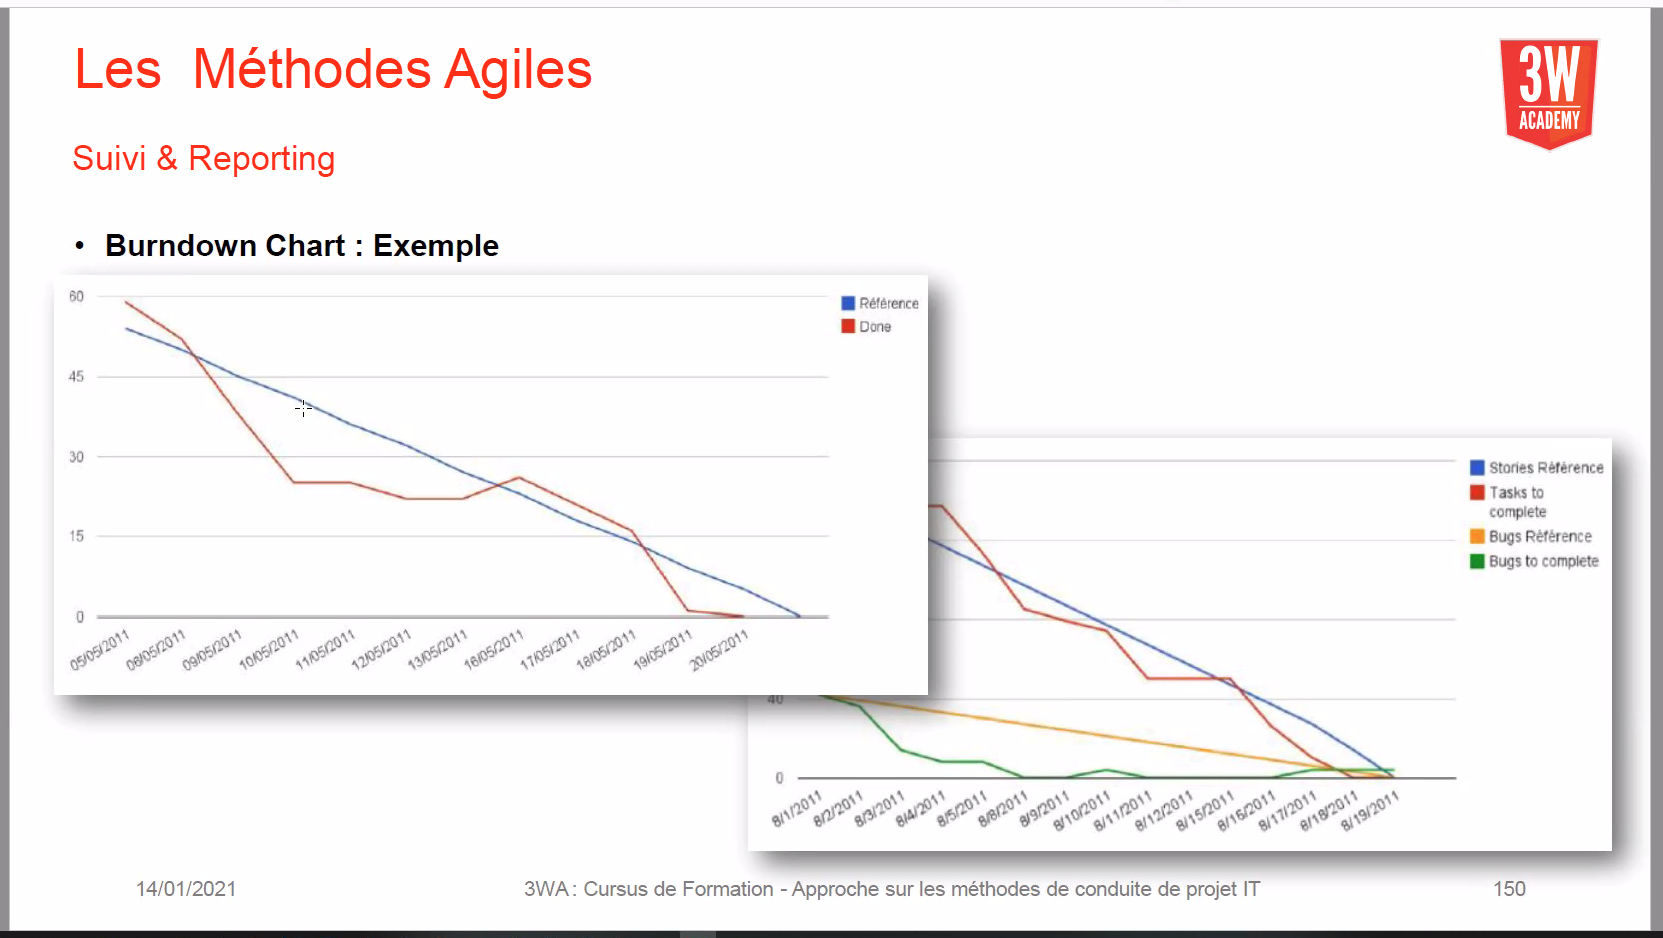 Les Méthodes Agiles
3W
ACADEMY
Suivi & Reporting
• Burndown Chart : Exemple
60
45
30
15
0
Référence
Done
05/05/2011
08/05/2011
09/05/2011
10/05/2011
11/05/2011
12/05/2011
13/05/2011
16/05/2011
17/05/2011
18/05/2011
19/05/2011
20/05/2011
Stories Référence
Tasks to
complete
Bugs Référence
Bugs to complete
40
0
8/1/2011
8/2/2011
8/3/2011
8/4/2011
8/5/2011
8/8/2011
8/9/2011
8/10/2011
8/11/2011
8/12/2011
8/15/2011
8/16/2011
8/17/2011
8/18/2011
8/19/2011
14/01/2021
3WA : Cursus de Formation - Approche sur les méthodes de conduite de projet IT
150